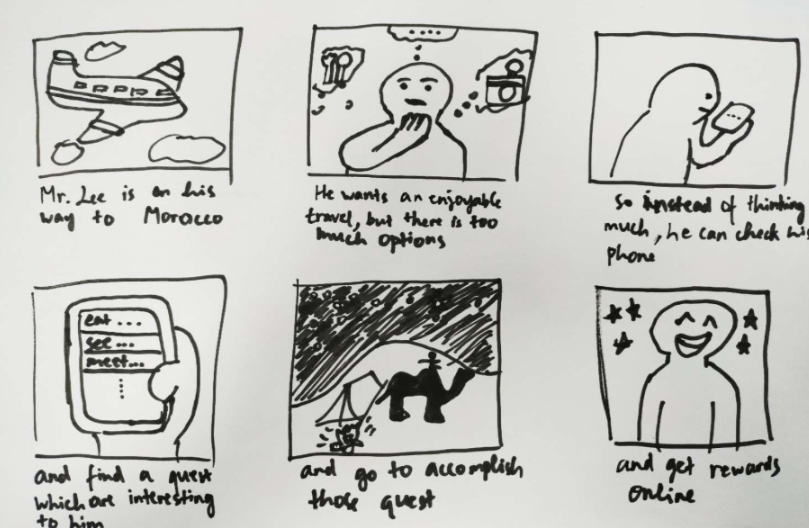 Mr. Lee is on his
way to Morocco
He wants an enjoyable
travel, but there is too
much options
so instead of thinking
much, he can check his
phone
eat ...
see ...
meet...
and find a quest
which are interesting
to him
and go to accomplish
those quest
and get rewards
online